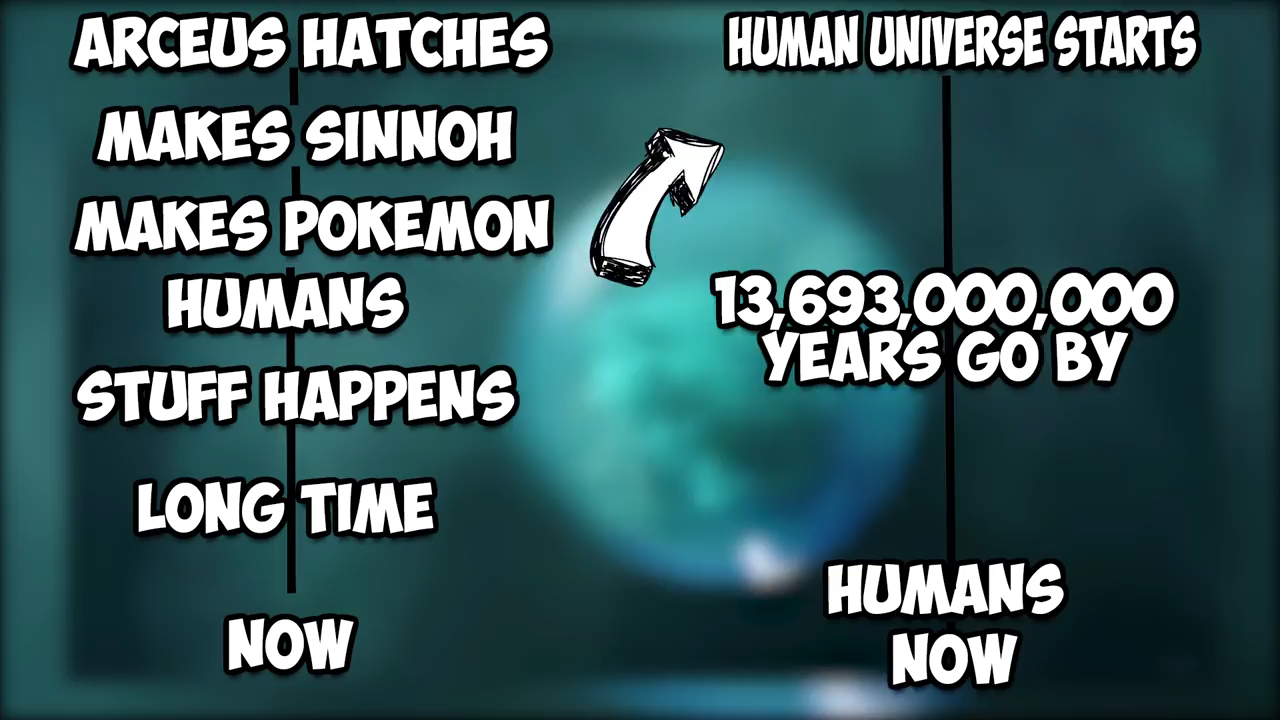 ARCEUS HATCHES
MAKES SINNOH
MAKES POKEMON
HUMANS
STUFF HAPPENS
LONG TIME
NOW
HUMAN UNIVERSE STARTS
13,693,000,000
YEARS GO BY
HUMANS
NOW